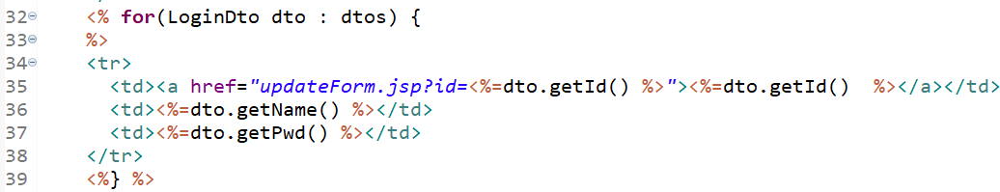 32 <% for(LoginDto dto : dtos) {
33 %>
34 <tr>
35 <td><a href="updateForm.jsp?id=<%=dto.getId() %>"><%=dto.getId()  %></a></td>
36 <td><%=dto.getName() %></td>
37 <td><%=dto.getPwd() %></td>
38 </tr>
39 <%} %>